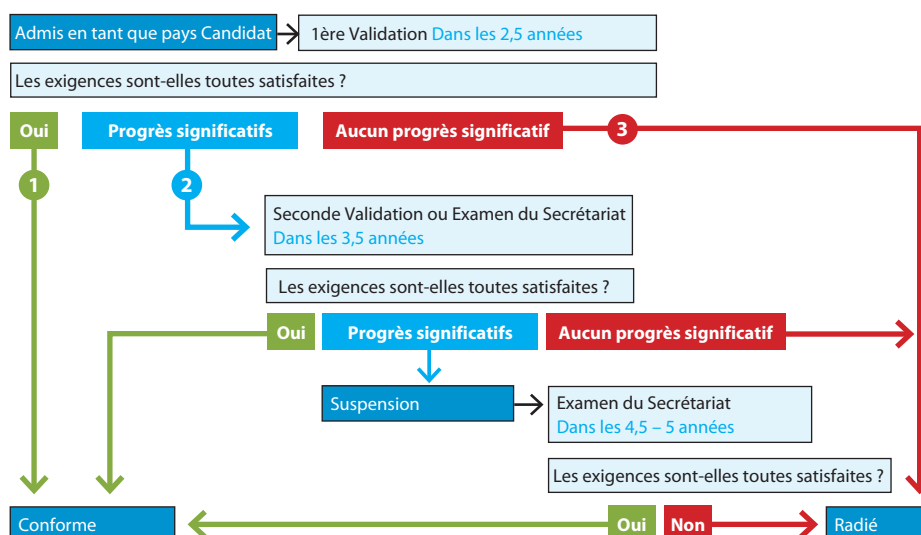 Admis en tant que pays Candidat
1ère Validation Dans les 2,5 années
Les exigences sont-elles toutes satisfaites ?
Oui
Progrès significatifs
Aucun progrès significatif
3
1
2
Seconde Validation ou Examen du Secrétariat
Dans les 3,5 années
Les exigences sont-elles toutes satisfaites ?
Oui
Progrès significatifs
Aucun progrès significatif
Suspension
Examen du Secrétariat
Dans les 4,5 – 5 années
Les exigences sont-elles toutes satisfaites ?
Conforme
Oui
Non
Radié